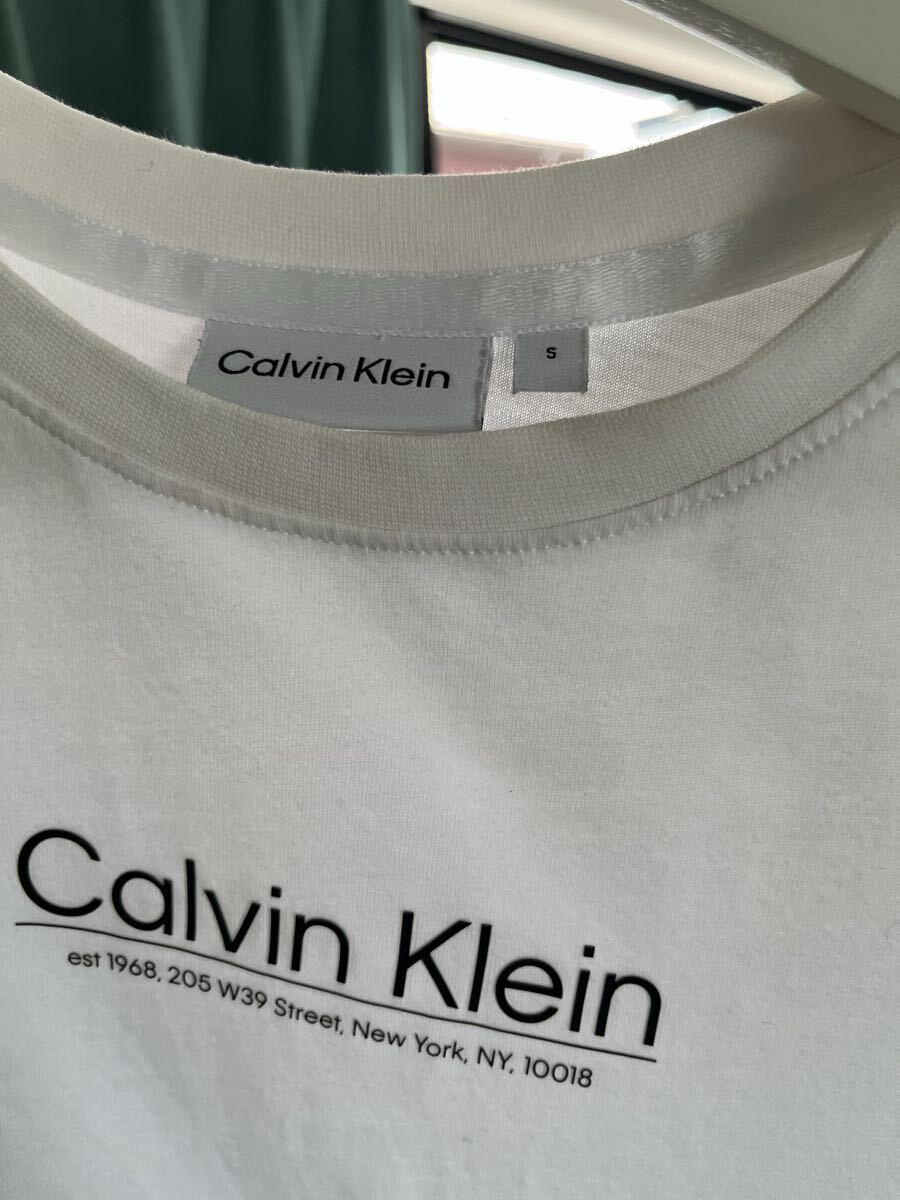 Calvin Klein
S
Calvin Klein
est 1968, 205 W39 Street, New York, NY, 10018